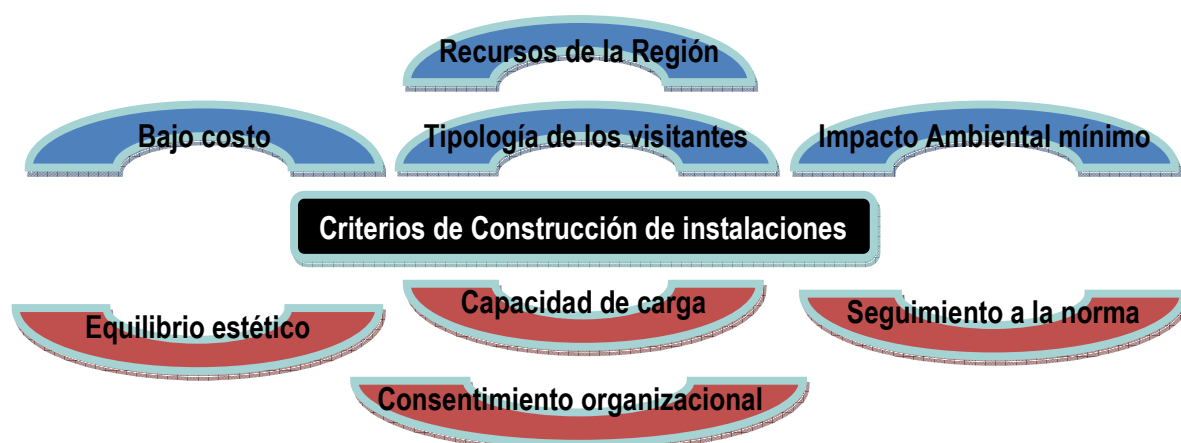 Recursos de la Región
Bajo costo
Tipología de los visitantes
Impacto Ambiental mínimo
Criterios de Construcción de instalaciones
Equilibrio estético
Capacidad de carga
Seguimiento a la norma
Consentimiento organizacional